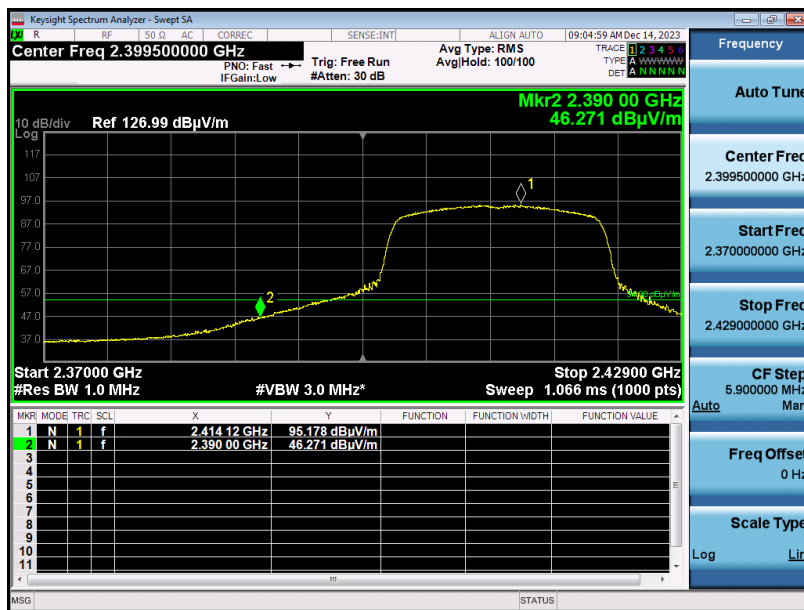 Keysight Spectrum Analyzer - Swept SA
LXI R RF 50 Ω AC CORREC SENSE:INT ALIGN AUTO 09:04:59 AM Dec 14, 2023
Center Freq 2.399500000 GHz
PNO: Fast
IFGain:Low
Trig: Free Run
#Atten: 30 dB
Avg Type: RMS
Avg|Hold: 100/100
TRACE 1 2 3 4 5 6
TYPE A WWWWW
DET A N N N N N
Mkr2 2.390 00 GHz
46.271 dBµV/m
10 dB/div Ref 126.99 dBµV/m
Log
117
107
97.0
87.0
77.0
67.0
57.0
47.0
37.0
1
2
dBµV/m
Start 2.37000 GHz Stop 2.42900 GHz
#Res BW 1.0 MHz #VBW 3.0 MHz* Sweep 1.066 ms (1000 pts)
MKR MODE TRC SCL X Y FUNCTION FUNCTION WIDTH FUNCTION VALUE
1 N 1 f 2.414 12 GHz 95.178 dBµV/m
2 N 1 f 2.390 00 GHz 46.271 dBµV/m
3
4
5
6
7
8
9
10
11
MSG STATUS
Frequency
Auto Tune
Center Freq
2.399500000 GHz
Start Freq
2.370000000 GHz
Stop Freq
2.429000000 GHz
CF Step
5.900000 MHz
Auto Man
Freq Offset
0 Hz
Scale Type
Log Lin